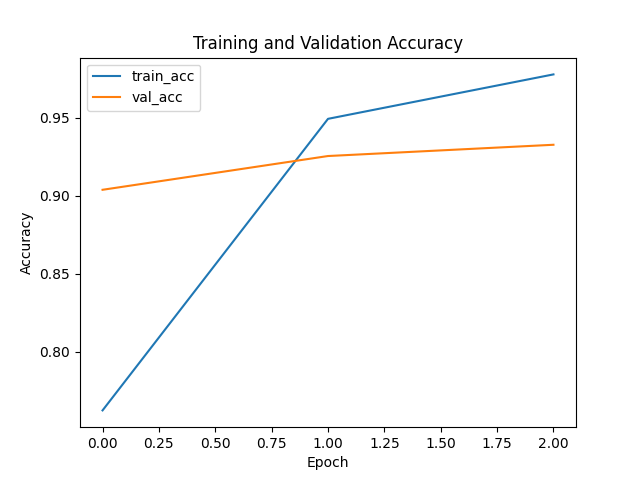 Training and Validation Accuracy
train_acc
val_acc
0.95
0.90
0.85
0.80
Accuracy
0.00 0.25 0.50 0.75 1.00 1.25 1.50 1.75 2.00
Epoch